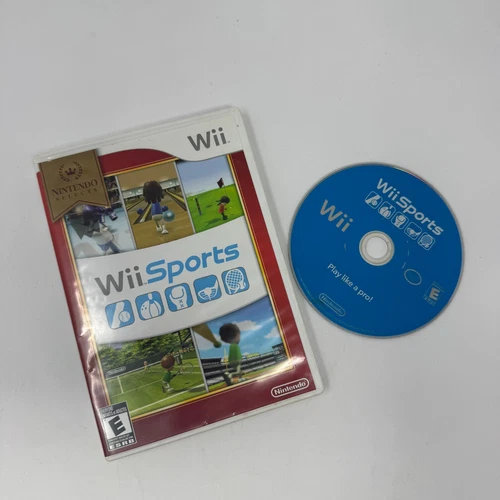 Wii
NINTENDO
SELECTS
Wii Sports
Nintendo
E
ESRB
Wii Sports
Wii
Play like a pro!
Nintendo
E